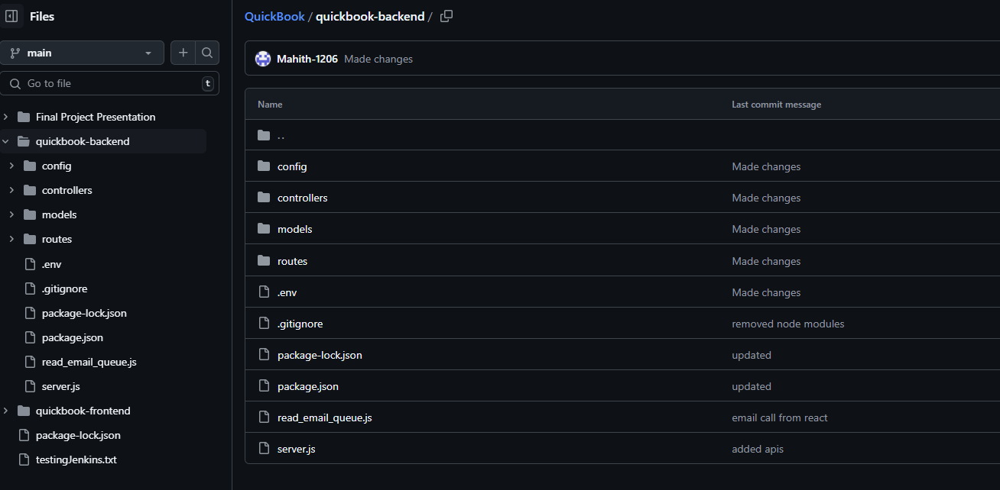 Files
main
Go to file
t
Final Project Presentation
quickbook-backend
config
controllers
models
routes
.env
.gitignore
package-lock.json
package.json
read_email_queue.js
server.js
quickbook-frontend
package-lock.json
testingJenkins.txt
QuickBook / quickbook-backend /
Mahith-1206 Made changes
Name Last commit message
..
config Made changes
controllers Made changes
models Made changes
routes Made changes
.env Made changes
.gitignore removed node modules
package-lock.json updated
package.json updated
read_email_queue.js email call from react
server.js added apis